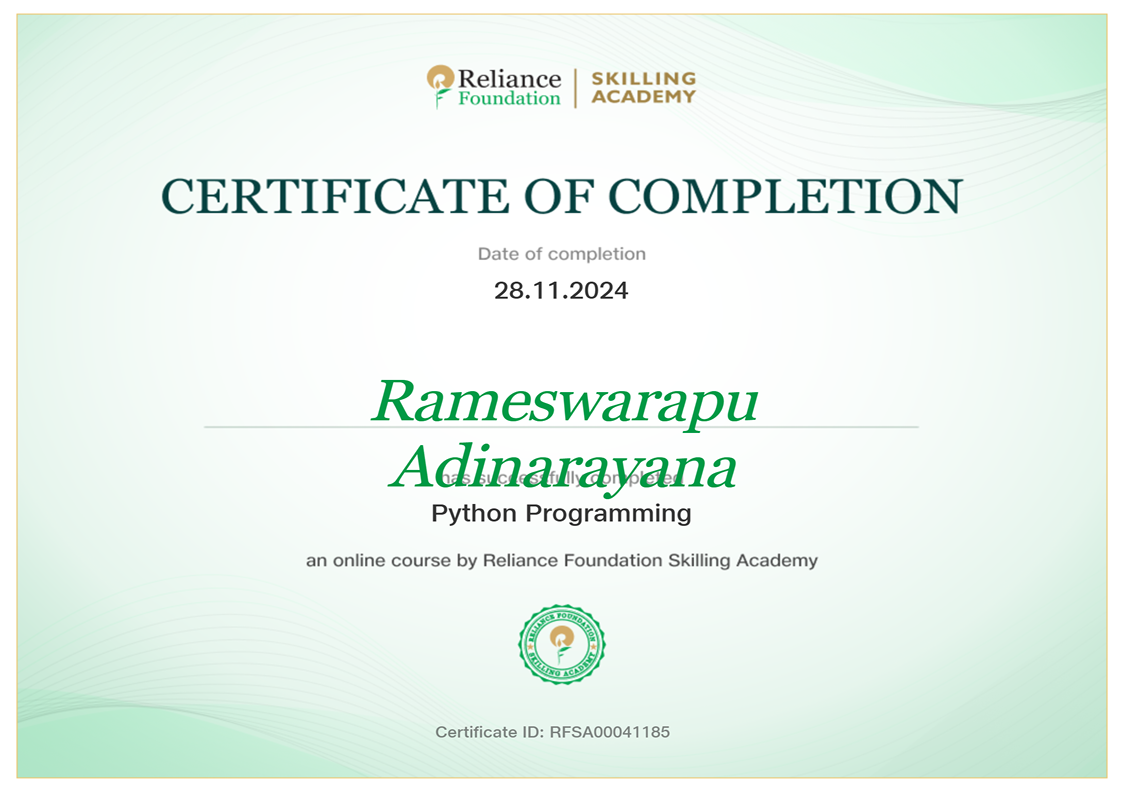 Reliance
Foundation
SKILLING
ACADEMY
CERTIFICATE OF COMPLETION
Date of completion
28.11.2024
Rameswarapu
Adinarayana
has successfully completed
Python Programming
an online course by Reliance Foundation Skilling Academy
RELIANCE FOUNDATION
SKILLING ACADEMY
Certificate ID: RFSA00041185